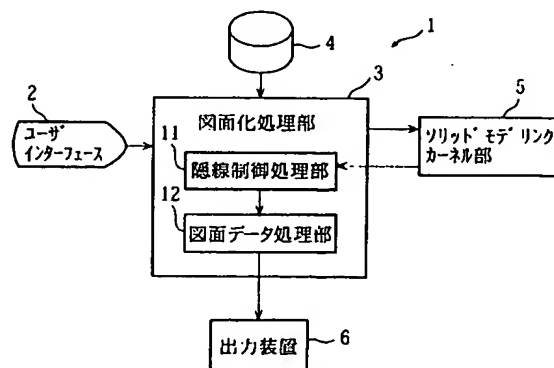 4
1
3
2
5
図面化処理部
ユーザ
インターフェース
ソリッドモデリング
カーネル部
11
隠線制御処理部
12
図面データ処理部
出力装置
6